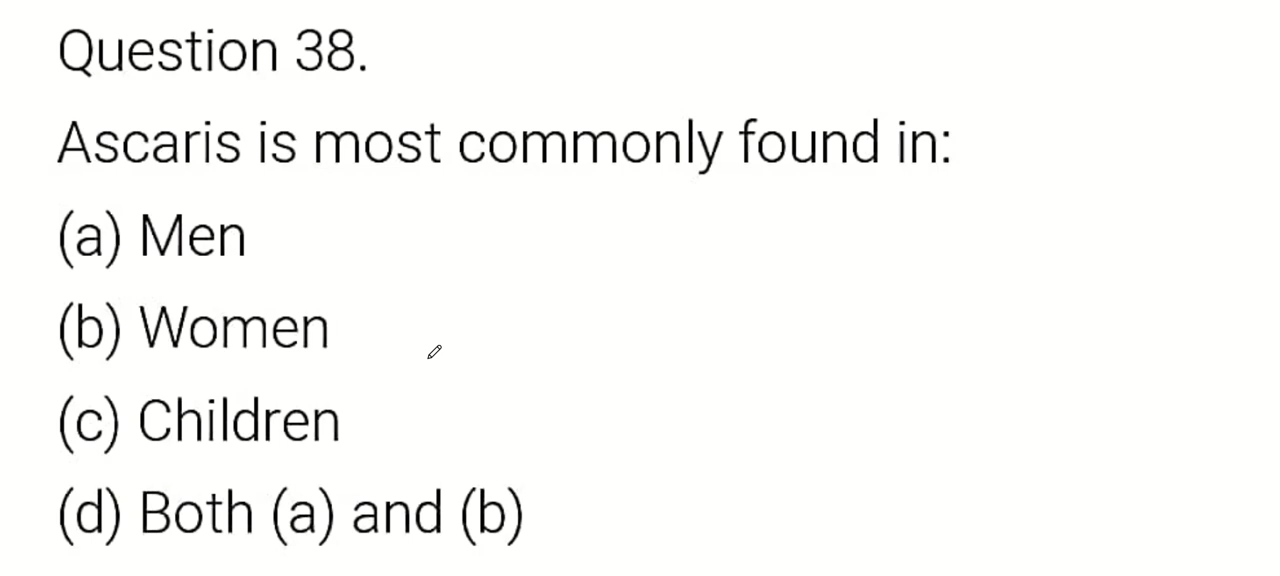 Question 38.
Ascaris is most commonly found in:
(a) Men
(b) Women
(c) Children
(d) Both (a) and (b)